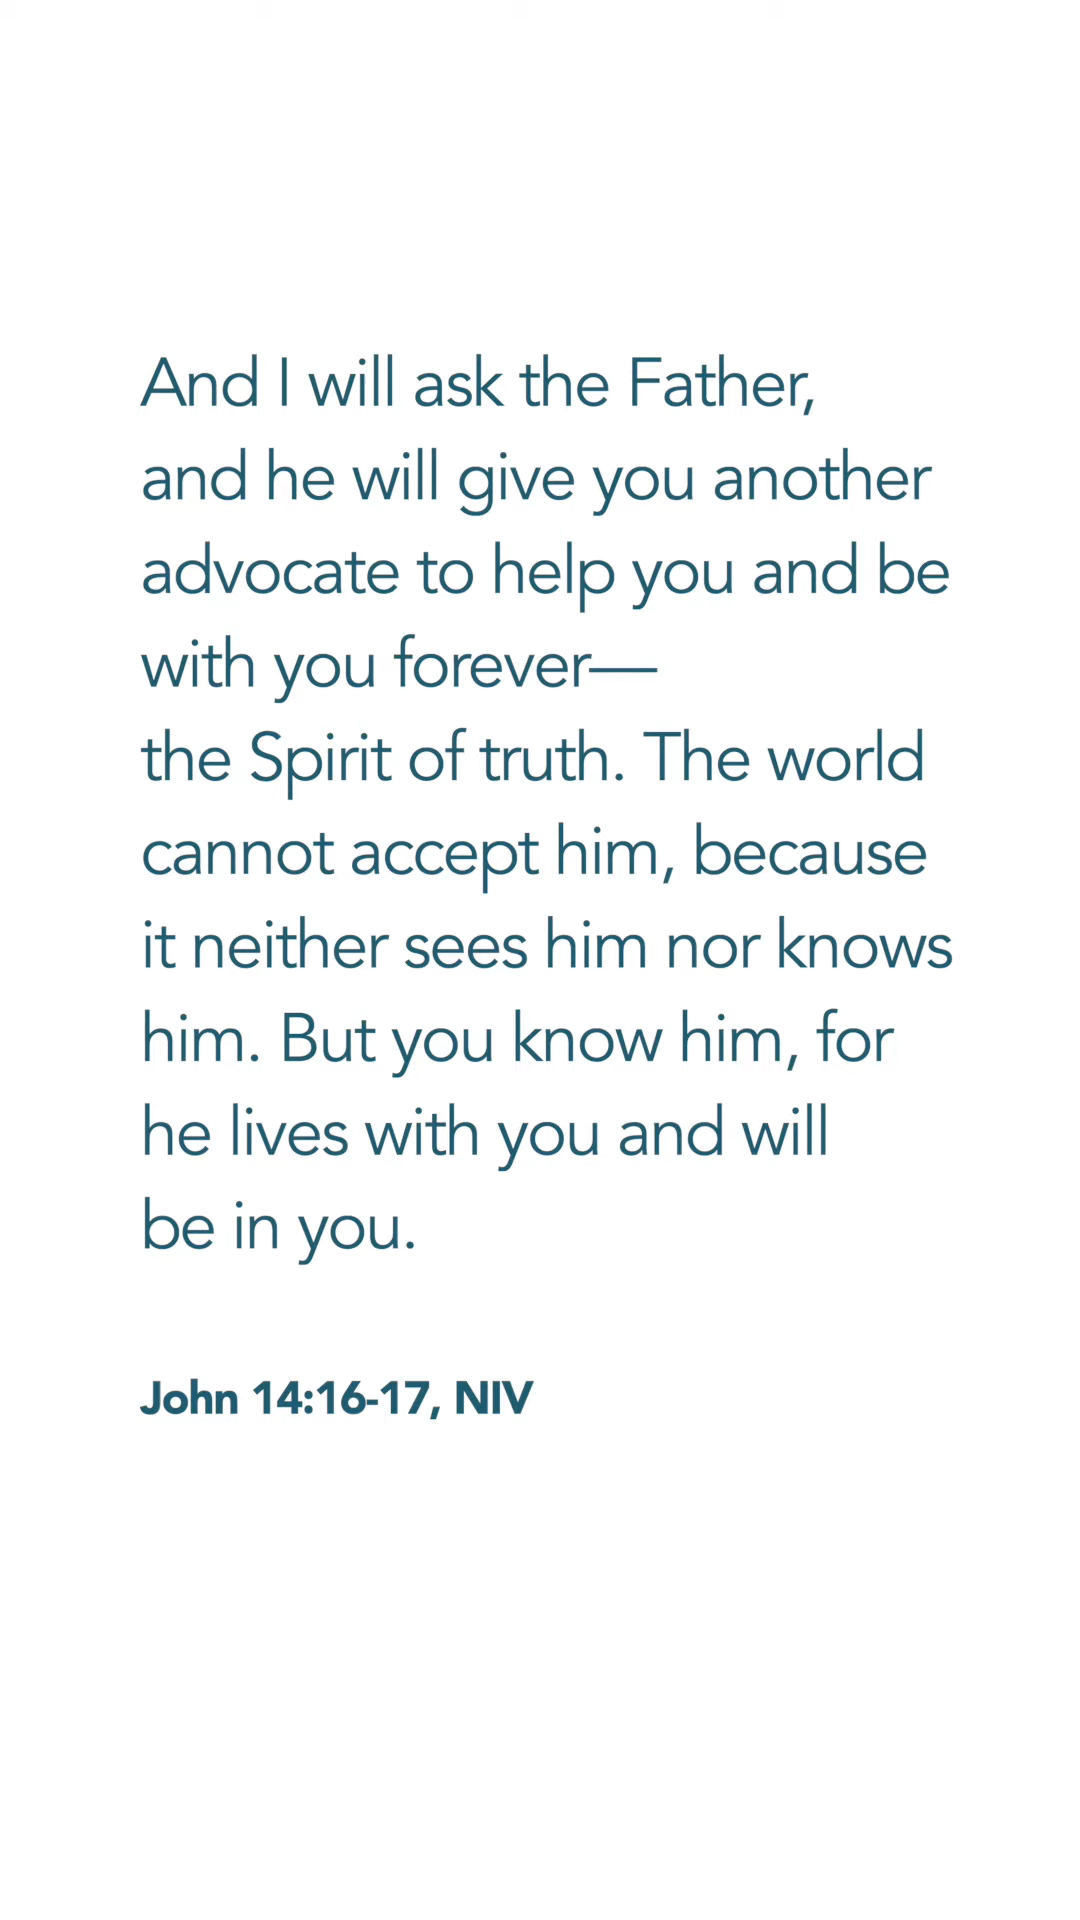 And I will ask the Father,
and he will give you another
advocate to help you and be
with you forever—
the Spirit of truth. The world
cannot accept him, because
it neither sees him nor knows
him. But you know him, for
he lives with you and will
be in you.
John 14:16-17, NIV